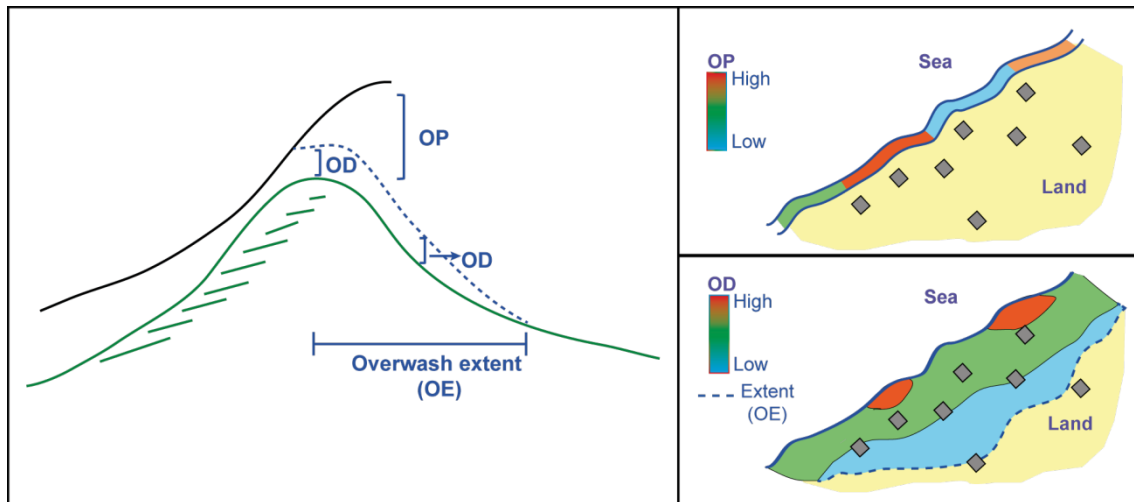 OP
OD
OD
Overwash extent
(OE)
OP
High
Low
Sea
Land
OD
High
Low
Extent
(OE)
Sea
Land